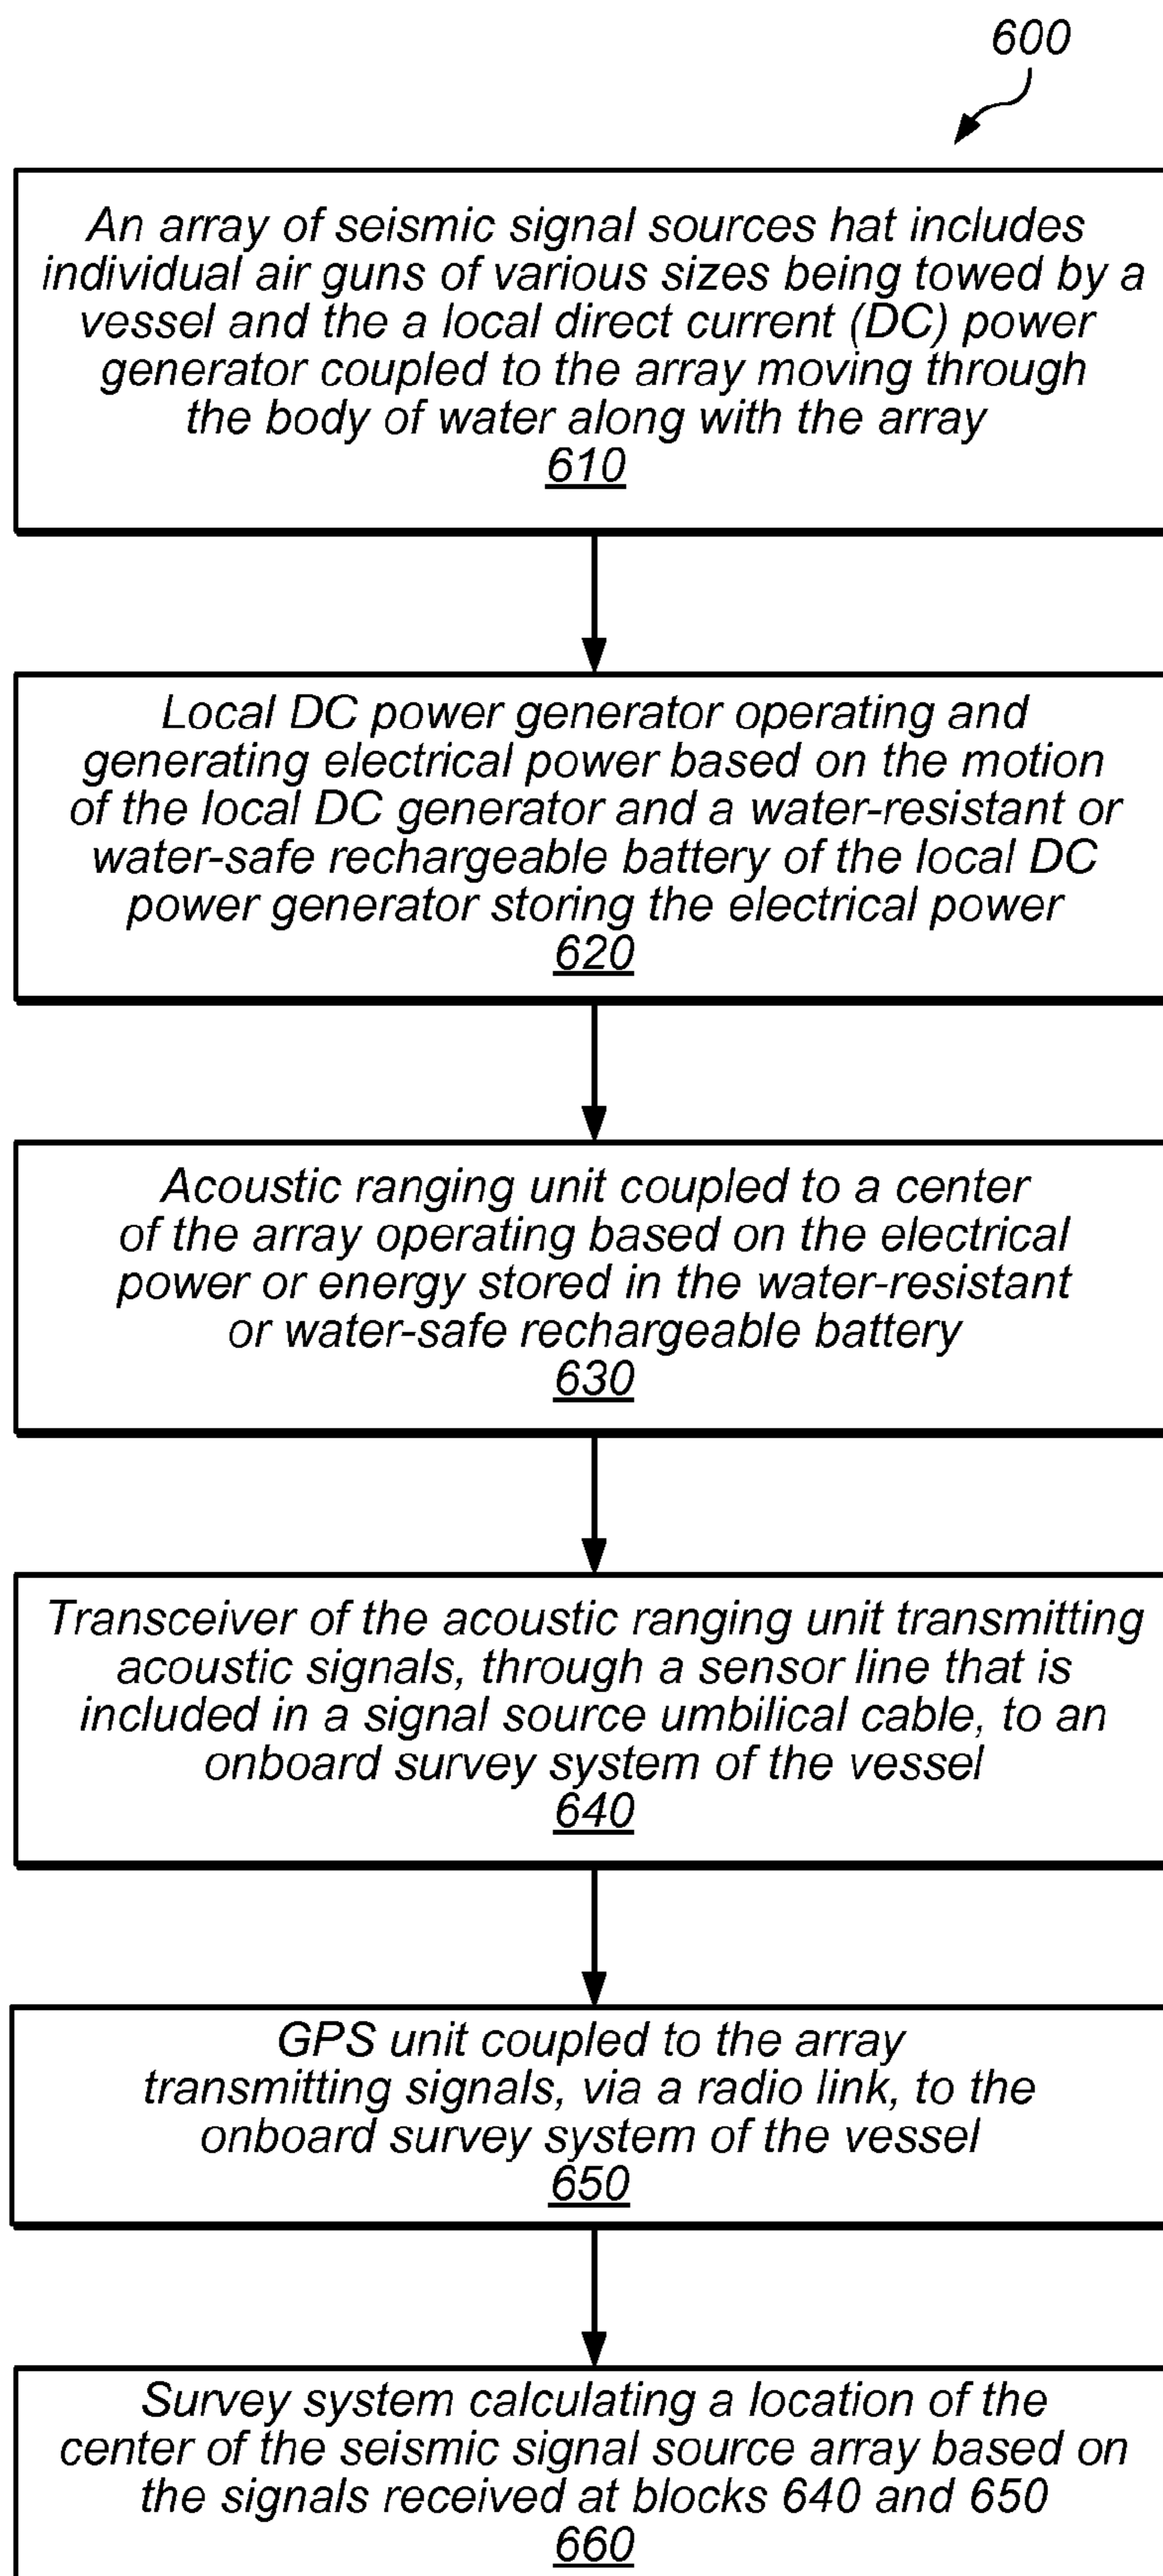 600
An array of seismic signal sources hat includes
individual air guns of various sizes being towed by a
vessel and the a local direct current (DC) power
generator coupled to the array moving through
the body of water along with the array
610
Local DC power generator operating and
generating electrical power based on the motion
of the local DC generator and a water-resistant or
water-safe rechargeable battery of the local DC
power generator storing the electrical power
620
Acoustic ranging unit coupled to a center
of the array operating based on the electrical
power or energy stored in the water-resistant
or water-safe rechargeable battery
630
Transceiver of the acoustic ranging unit transmitting
acoustic signals, through a sensor line that is
included in a signal source umbilical cable, to an
onboard survey system of the vessel
640
GPS unit coupled to the array
transmitting signals, via a radio link, to the
onboard survey system of the vessel
650
Survey system calculating a location of the
center of the seismic signal source array based on
the signals received at blocks 640 and 650
660